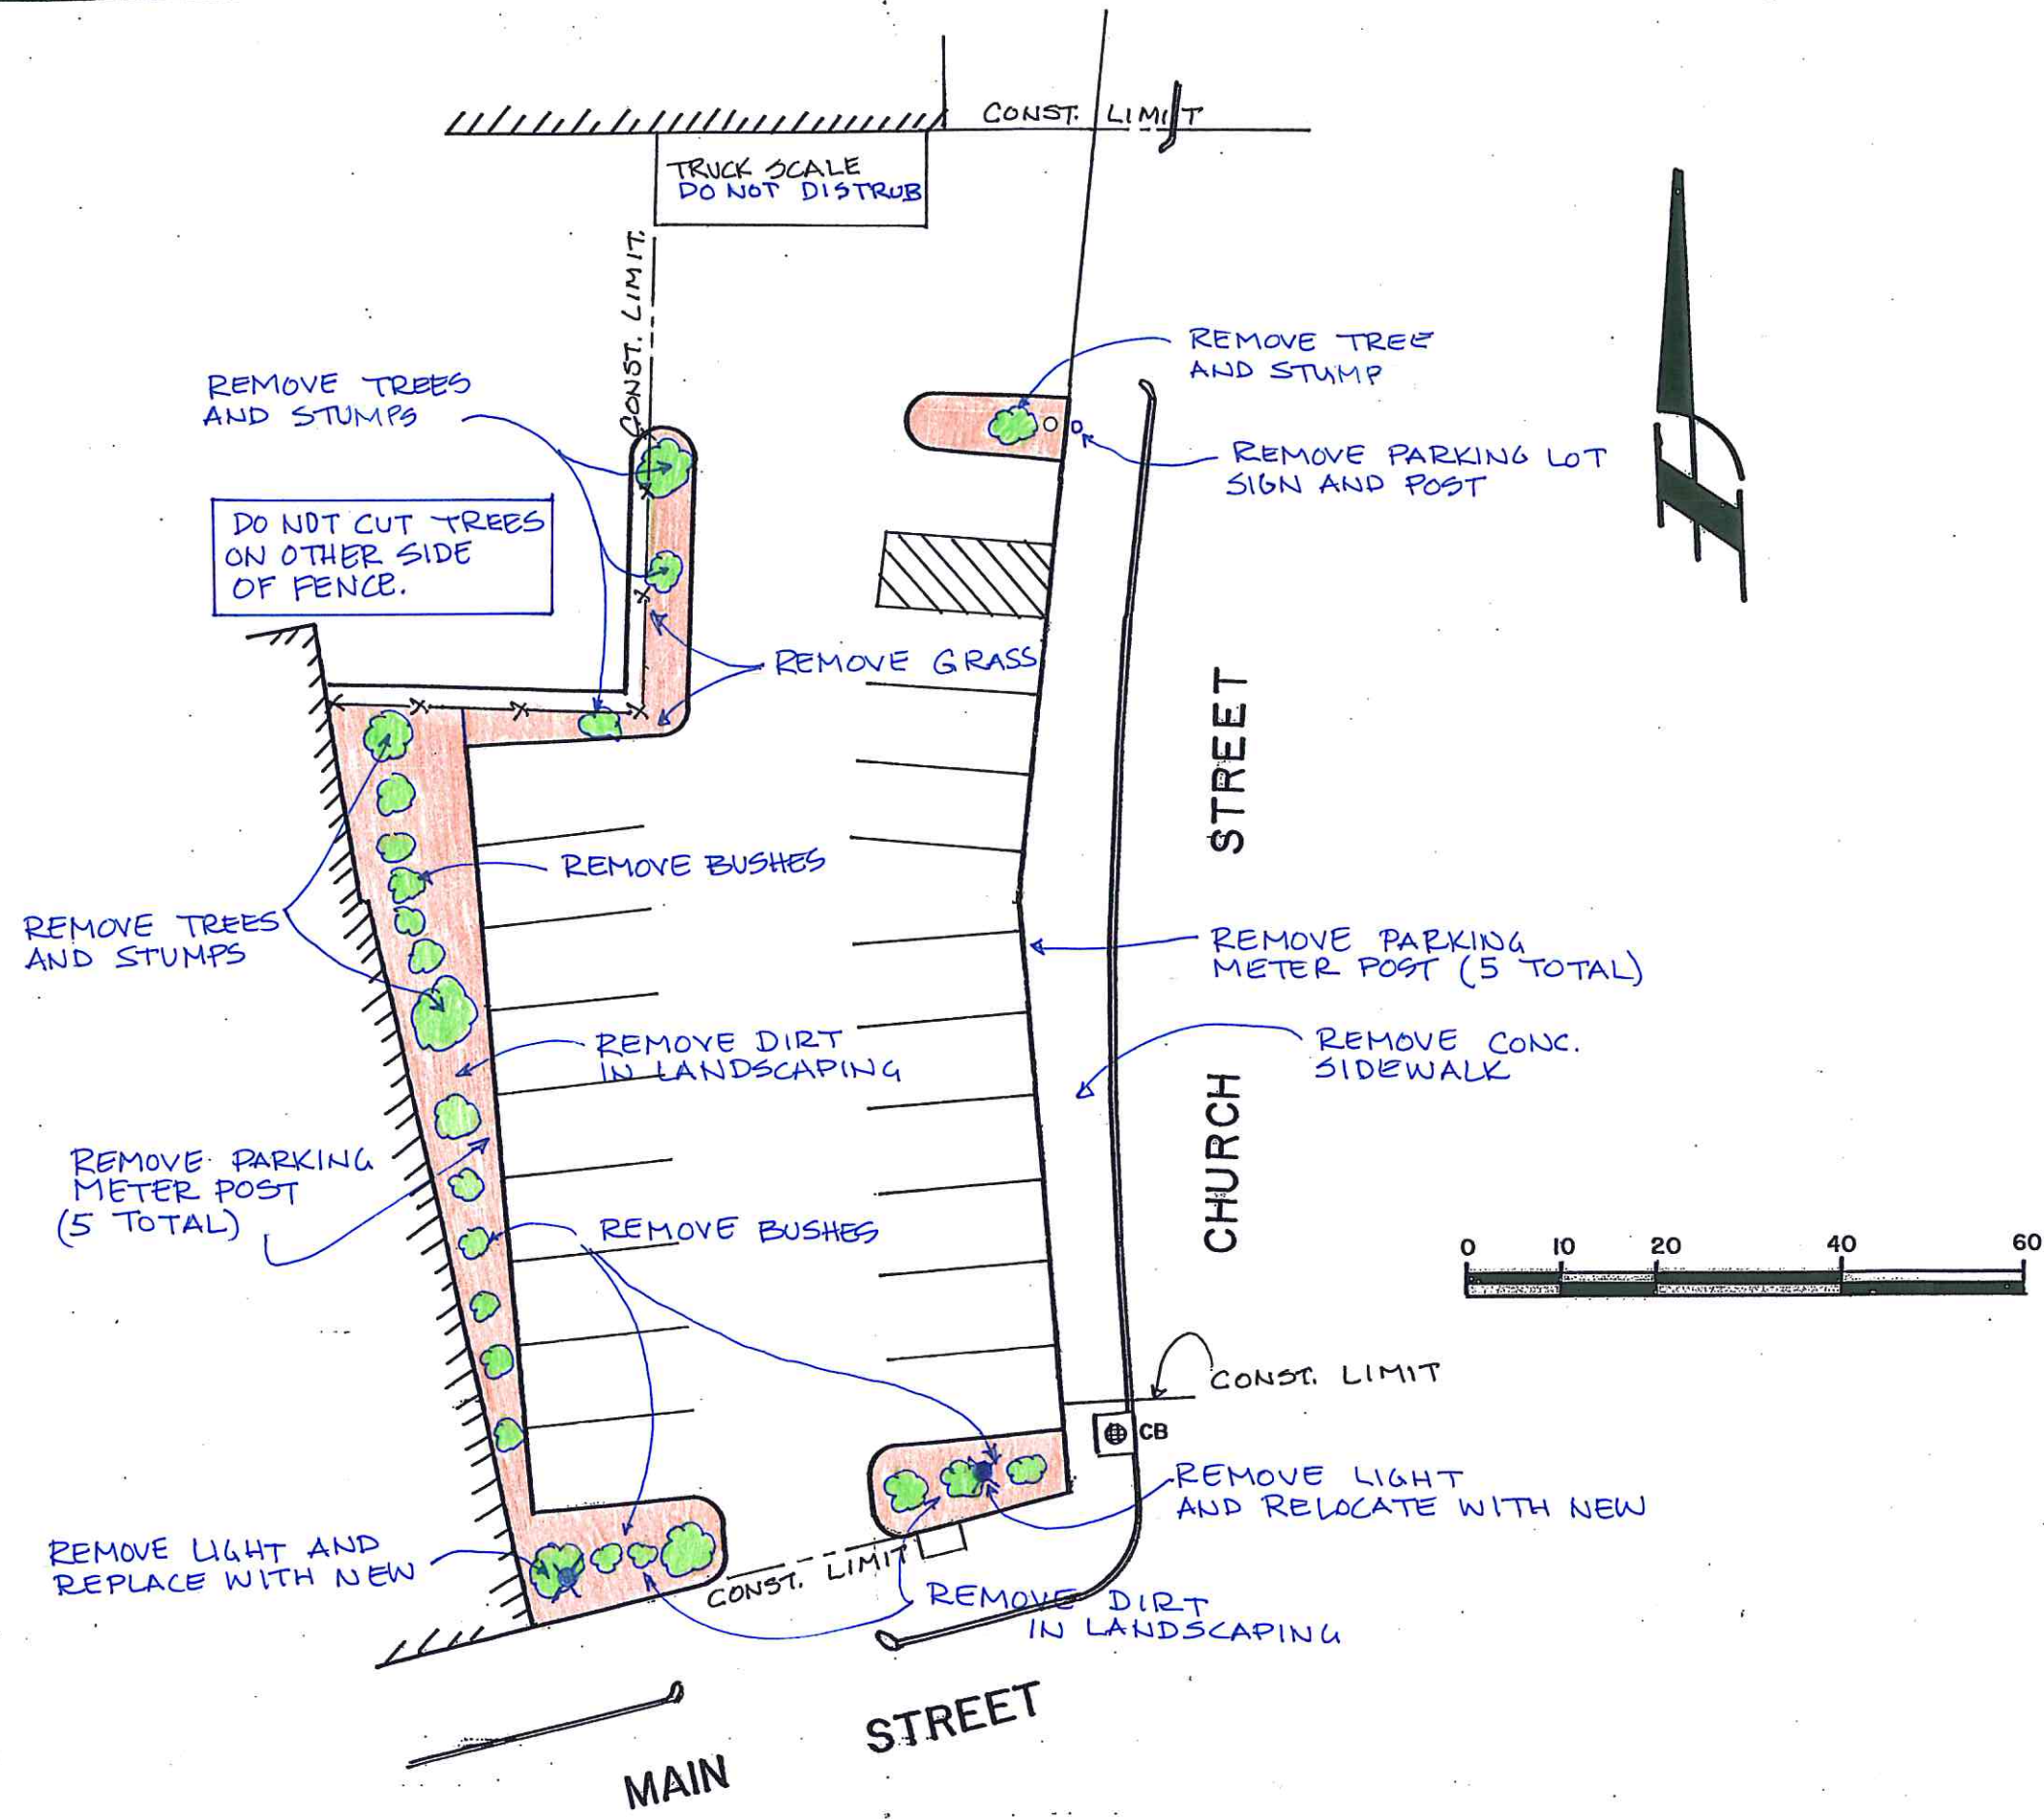 CONST. LIMIT
TRUCK SCALE
DO NOT DISTRUB
CONST. LIMIT.
REMOVE TREES
AND STUMPS
REMOVE TREE
AND STUMP
REMOVE PARKING LOT
SIGN AND POST
DO NOT CUT TREES
ON OTHER SIDE
OF FENCE.
REMOVE GRASS
CHURCH STREET
REMOVE BUSHES
REMOVE TREES
AND STUMPS
REMOVE PARKING
METER POST (5 TOTAL)
REMOVE DIRT
IN LANDSCAPING
REMOVE CONC.
SIDEWALK
REMOVE PARKING
METER POST
(5 TOTAL)
REMOVE BUSHES
0 10 20 40 60
CONST. LIMIT
CB
REMOVE LIGHT
AND RELOCATE WITH NEW
REMOVE LIGHT AND
REPLACE WITH NEW
CONST. LIMIT
REMOVE DIRT
IN LANDSCAPING
MAIN STREET